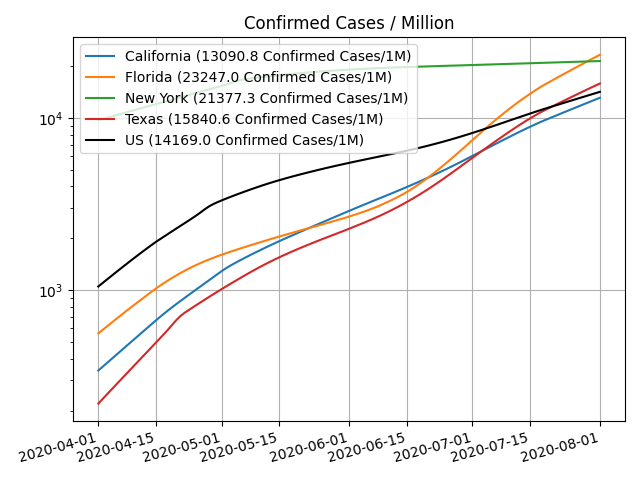 Confirmed Cases / Million
California (13090.8 Confirmed Cases/1M)
Florida (23247.0 Confirmed Cases/1M)
New York (21377.3 Confirmed Cases/1M)
Texas (15840.6 Confirmed Cases/1M)
US (14169.0 Confirmed Cases/1M)
10⁴
10³
2020-04-01
2020-04-15
2020-05-01
2020-05-15
2020-06-01
2020-06-15
2020-07-01
2020-07-15
2020-08-01